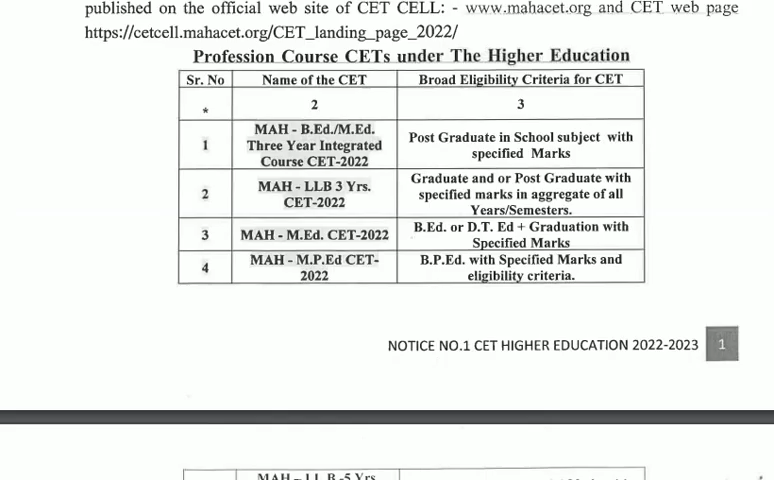 published on the official web site of CET CELL: - www.mahacet.org and CET web page
https://cetcell.mahacet.org/CET_landing_page_2022/
Profession Course CETs under The Higher Education
Sr. No Name of the CET Broad Eligibility Criteria for CET
* 2 3
1 MAH - B.Ed./M.Ed. Three Year Integrated Course CET-2022 Post Graduate in School subject with specified Marks
2 MAH - LLB 3 Yrs. CET-2022 Graduate and or Post Graduate with specified marks in aggregate of all Years/Semesters.
3 MAH - M.Ed. CET-2022 B.Ed. or D.T. Ed + Graduation with Specified Marks
4 MAH - M.P.Ed CET-2022 B.P.Ed. with Specified Marks and eligibility criteria.
NOTICE NO.1 CET HIGHER EDUCATION 2022-2023 1
MAH - LL B -5 Yrs